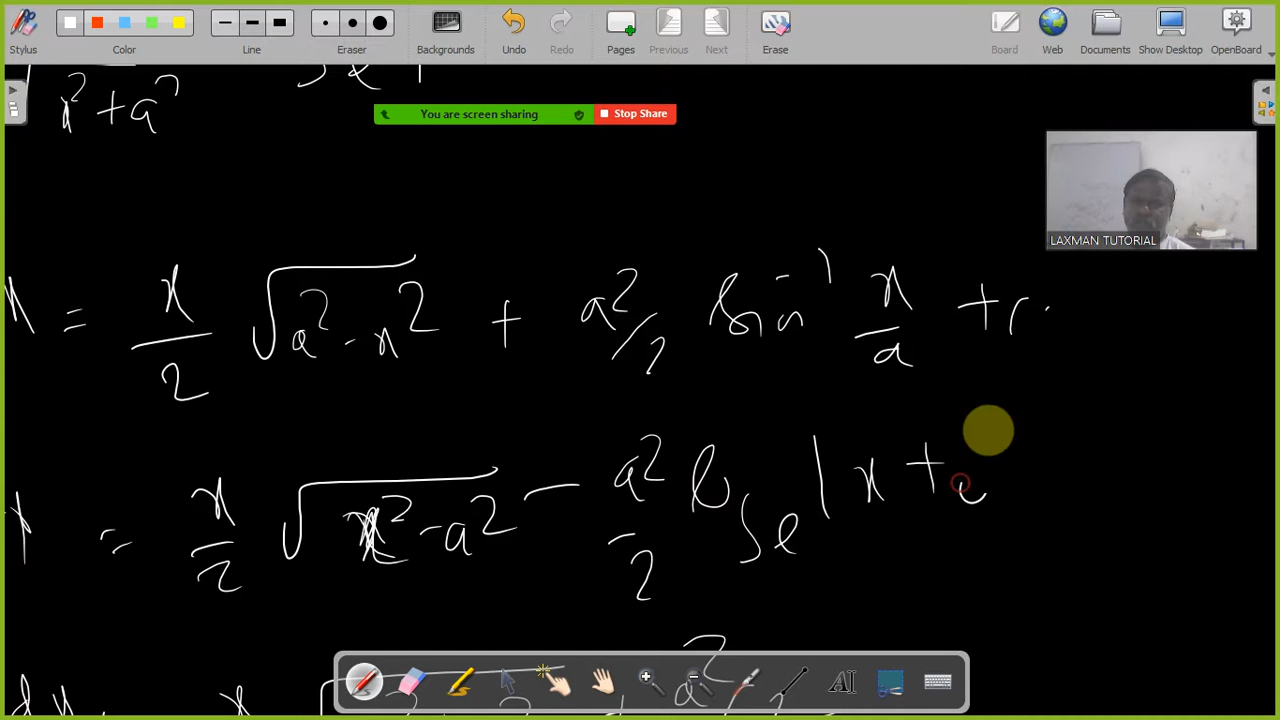 Stylus Color Line Eraser Backgrounds Undo Redo Pages Previous Next Erase Board Web Documents Show Desktop OpenBoard
x² + a²
You are screen sharing Stop Share
LAXMAN TUTORIAL
= x/2 √(a² - x²) + a²/2 sin⁻¹ x/a + c.
= x/2 √(x² - a²) - a²/2 log e | x +